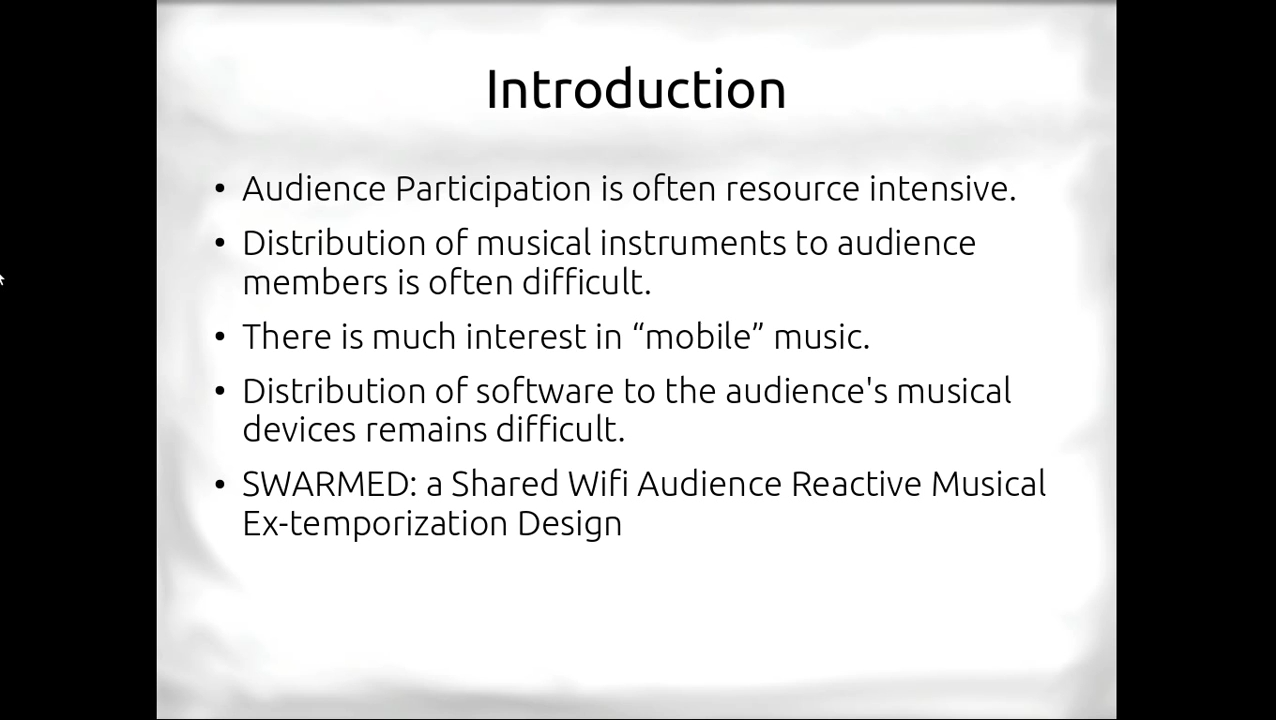 Introduction
• Audience Participation is often resource intensive.
• Distribution of musical instruments to audience
members is often difficult.
• There is much interest in “mobile” music.
• Distribution of software to the audience's musical
devices remains difficult.
• SWARMED: a Shared Wifi Audience Reactive Musical
Ex-temporization Design